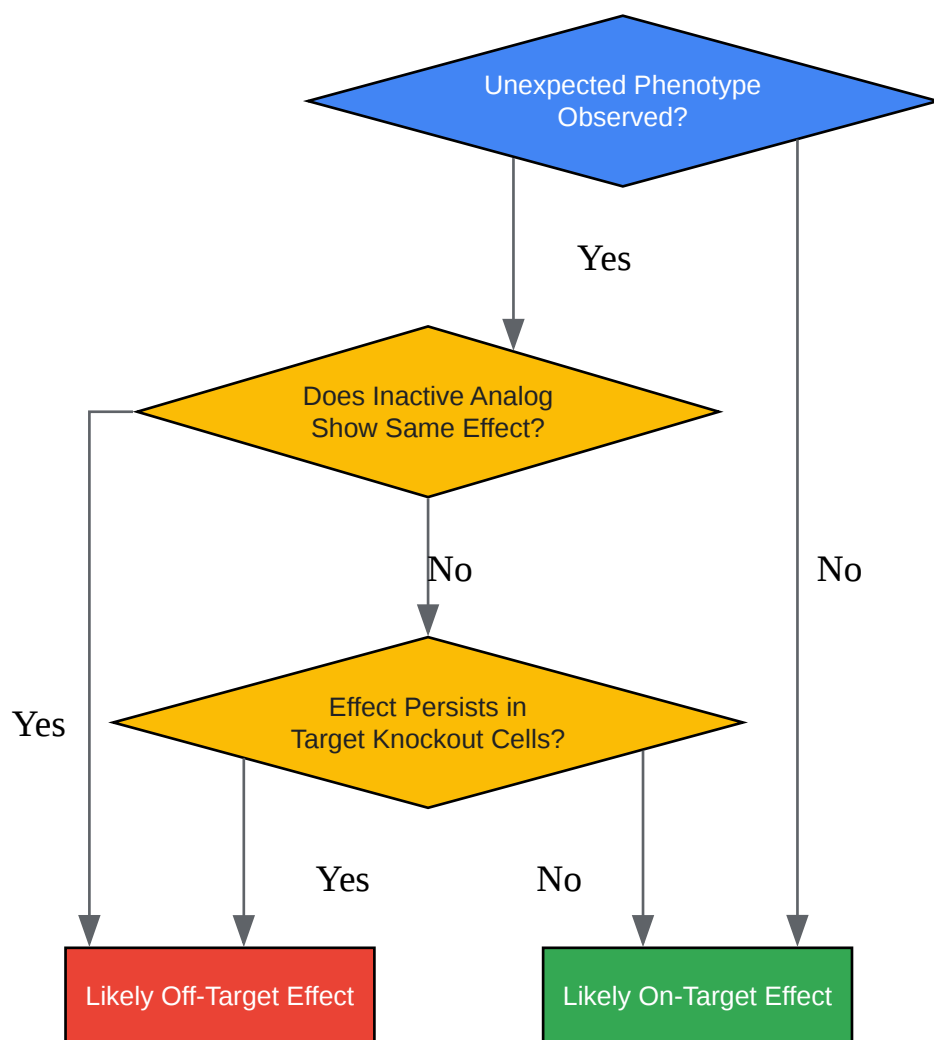 Unexpected Phenotype
Observed?
Yes
Does Inactive Analog
Show Same Effect?
No
No
Effect Persists in
Target Knockout Cells?
Yes
Yes
No
Likely Off-Target Effect
Likely On-Target Effect